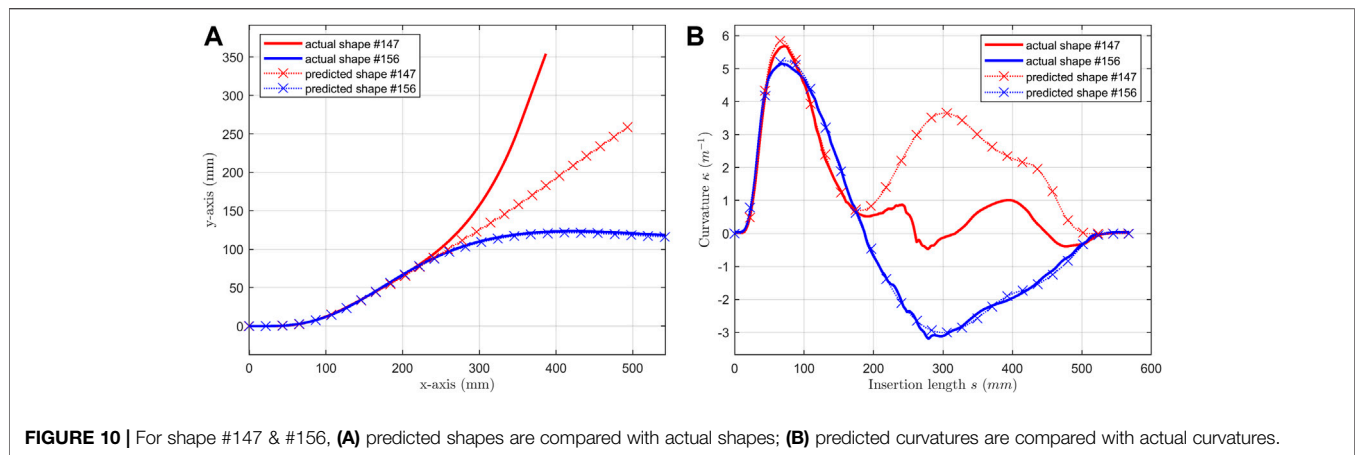 A
actual shape #147
actual shape #156
predicted shape #147
predicted shape #156
350
300
250
200
150
100
50
0
y-axis (mm)
0 100 200 300 400 500
x-axis (mm)
B
actual shape #147
actual shape #156
predicted shape #147
predicted shape #156
6
5
4
3
2
1
0
-1
-2
-3
Curvature κ (m⁻¹)
0 100 200 300 400 500 600
Insertion length s (mm)
FIGURE 10 | For shape #147 & #156, (A) predicted shapes are compared with actual shapes; (B) predicted curvatures are compared with actual curvatures.